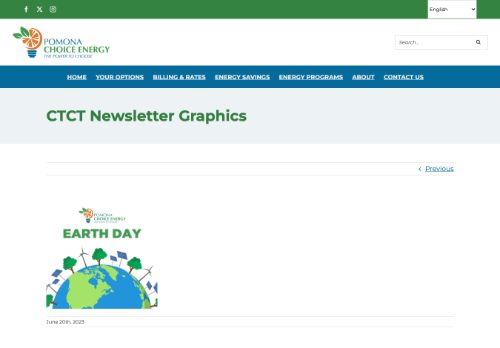 English
POMONA
CHOICE ENERGY
THE POWER TO CHOOSE
Search...
HOME YOUR OPTIONS BILLING & RATES ENERGY SAVINGS ENERGY PROGRAMS ABOUT CONTACT US
CTCT Newsletter Graphics
Previous
POMONA
CHOICE ENERGY
EARTH DAY
June 20th, 2023